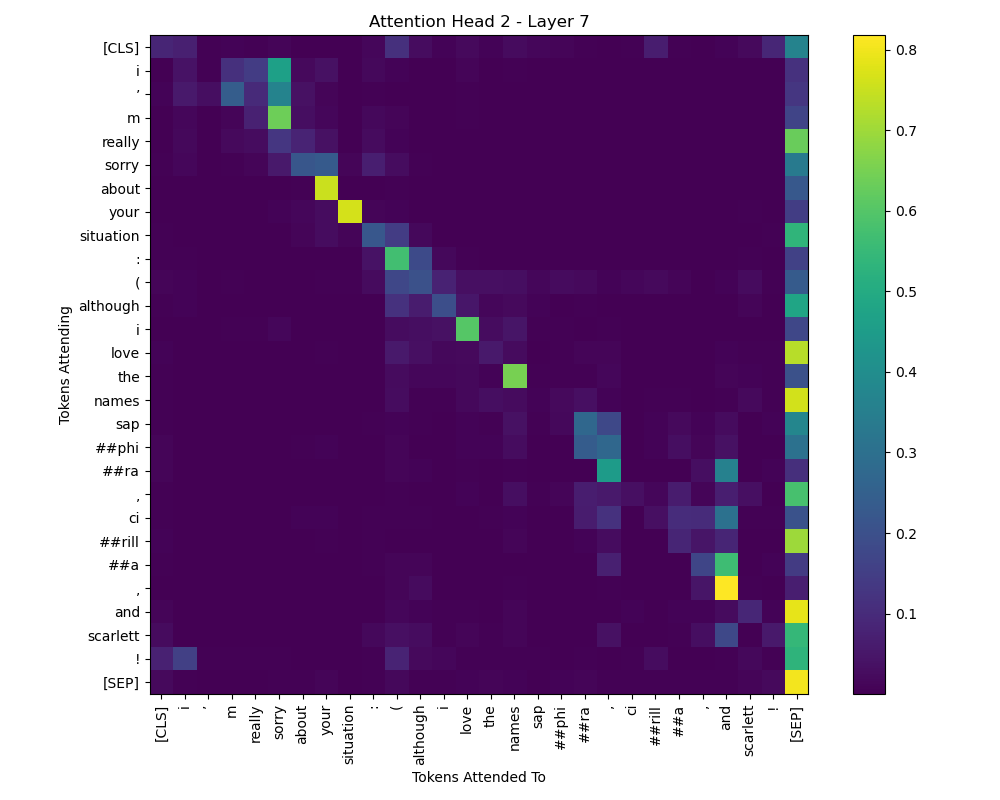 Attention Head 2 - Layer 7
[CLS]
i
’
m
really
sorry
about
your
situation
:
(
although
i
love
the
names
sap
##phi
##ra
,
ci
##rill
##a
,
and
scarlett
!
[SEP]
Tokens Attending
[CLS]
i
’
m
really
sorry
about
your
situation
:
(
although
i
love
the
names
sap
##phi
##ra
,
ci
##rill
##a
,
and
scarlett
!
[SEP]
Tokens Attended To
0.8
0.7
0.6
0.5
0.4
0.3
0.2
0.1